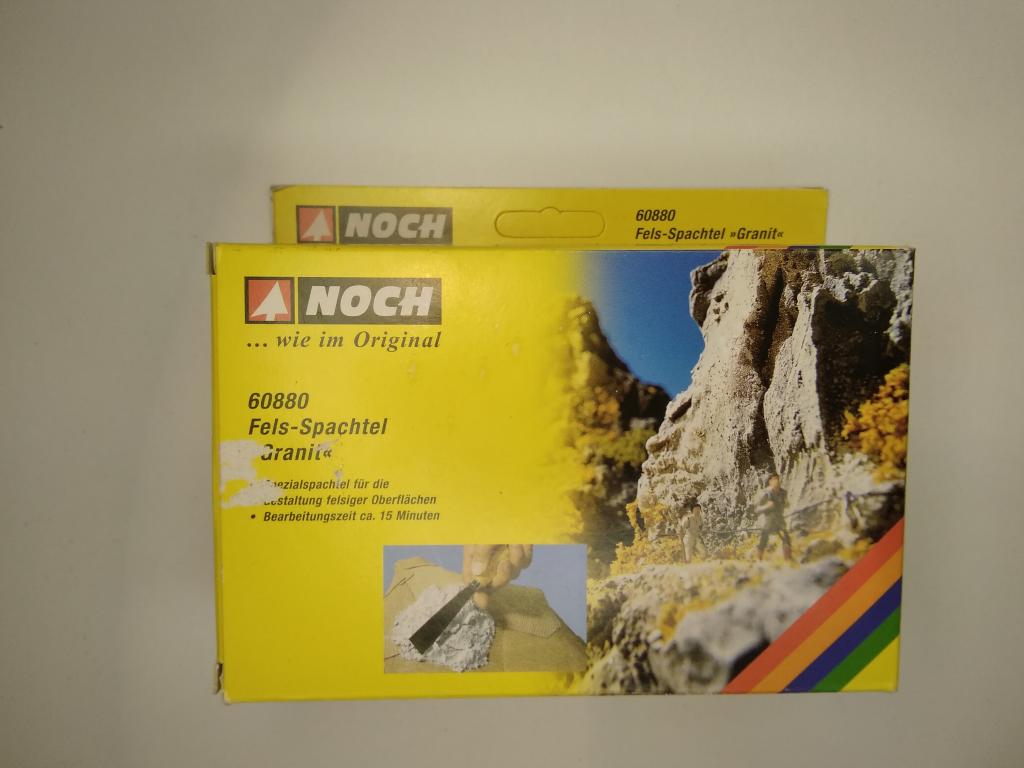 NOCH
60880
Fels-Spachtel »Granit«
NOCH
... wie im Original
60880
Fels-Spachtel
Granit«
für die
felsiger Oberflächen
• Bearbeitungszeit ca. 15 Minuten